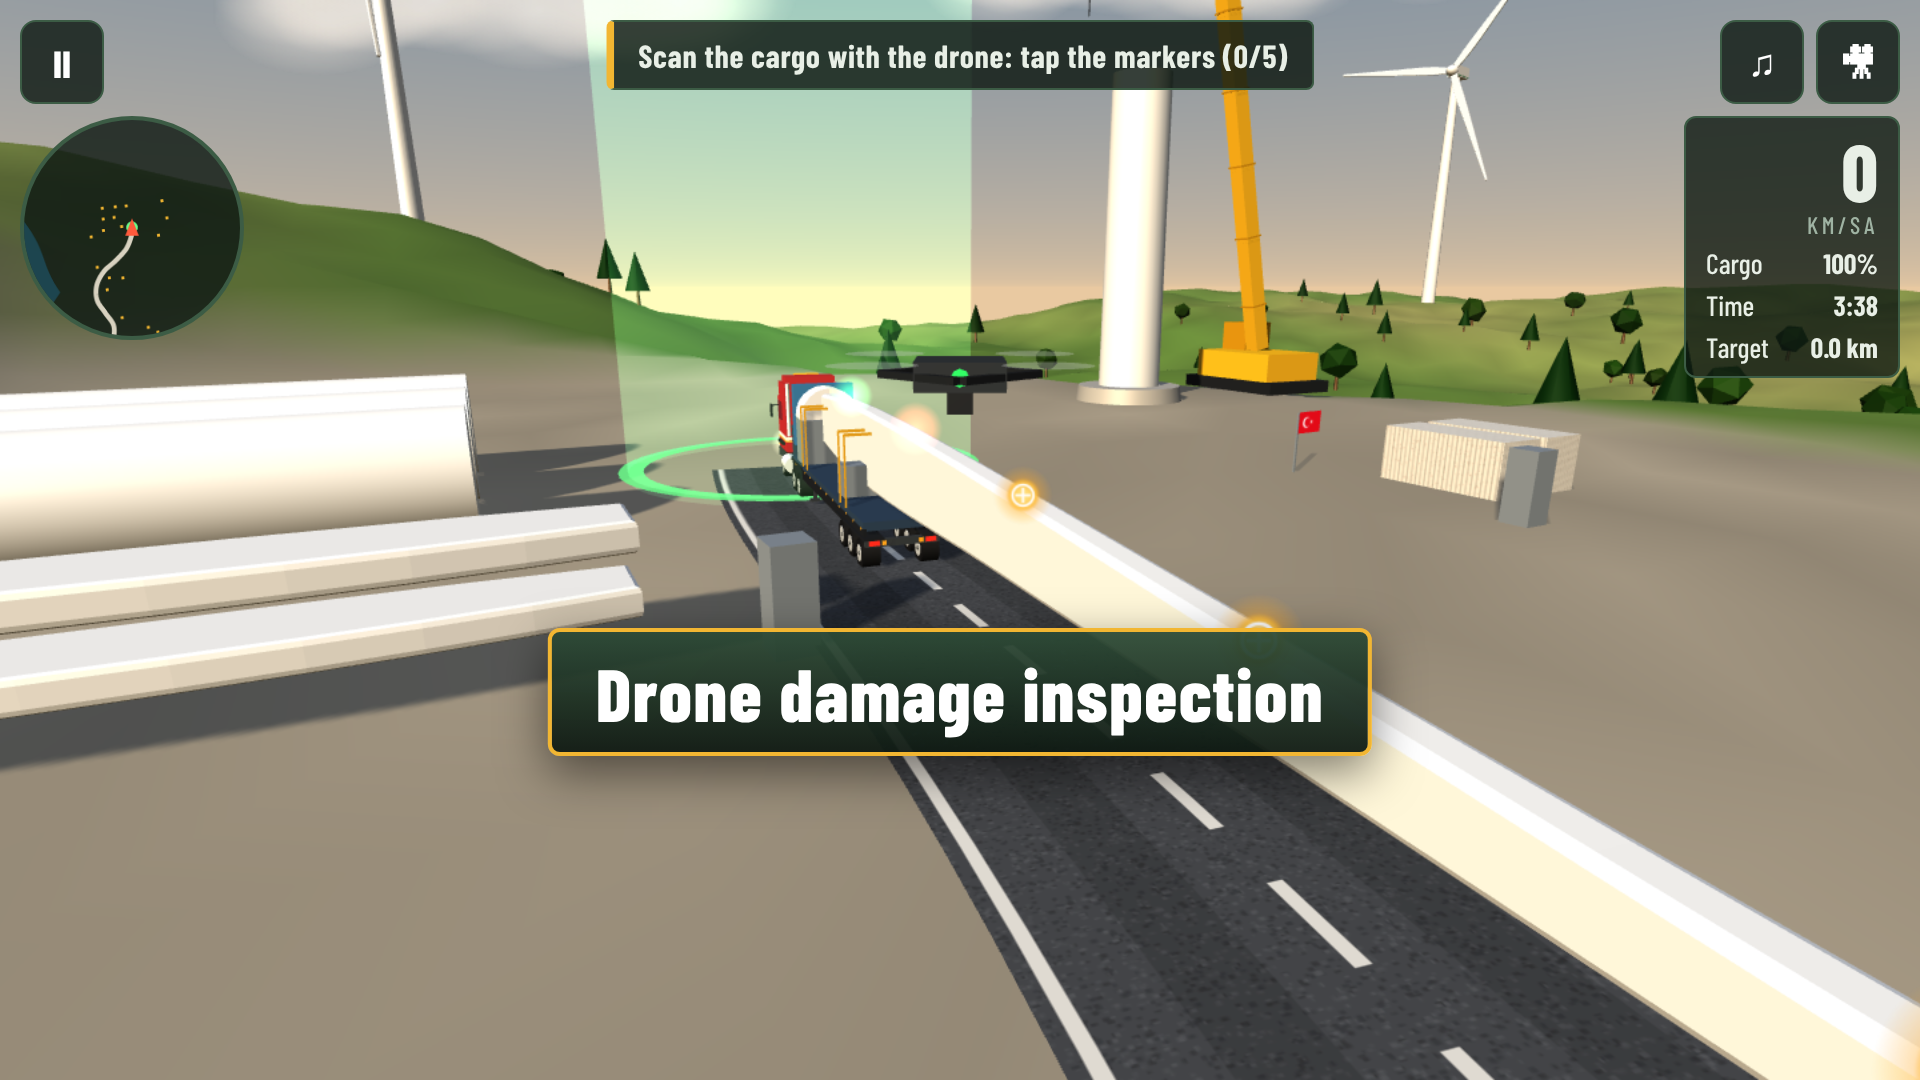 Scan the cargo with the drone: tap the markers (0/5)
0
KM/SA
Cargo 100%
Time 3:38
Target 0.0 km
Drone damage inspection